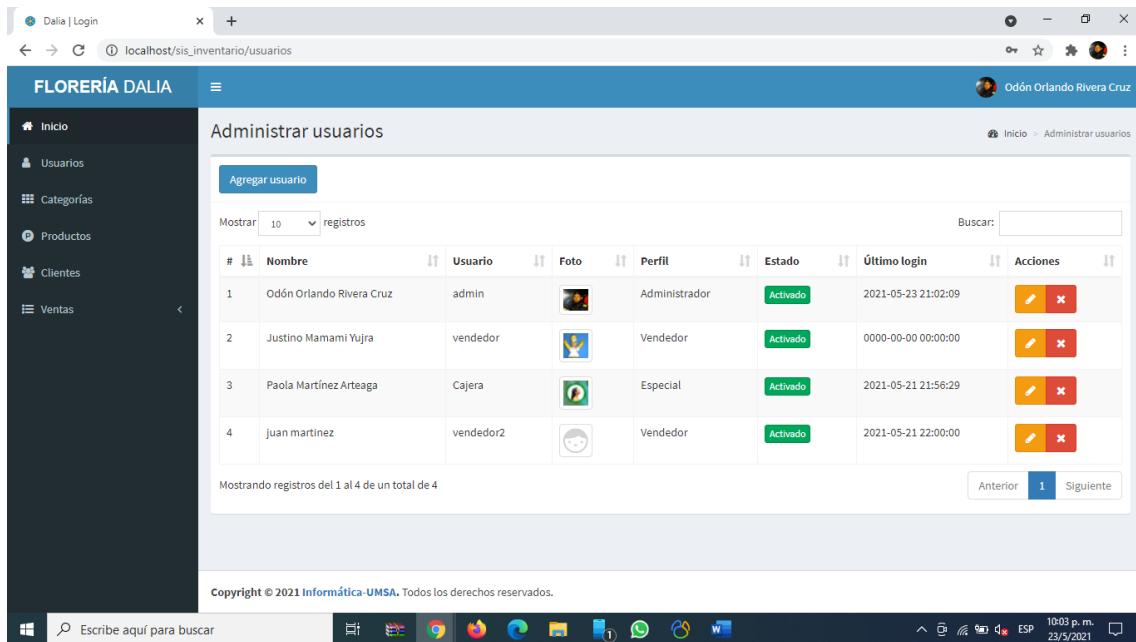 Dalia | Login
localhost/sis_inventario/usuarios
FLORERÍA DALIA
Odón Orlando Rivera Cruz
Inicio
Usuarios
Categorías
Productos
Clientes
Ventas
Administrar usuarios
Inicio > Administrar usuarios
Agregar usuario
Mostrar 10 registros
Buscar:
# Nombre Usuario Foto Perfil Estado Último login Acciones
1 Odón Orlando Rivera Cruz admin Administrador Activado 2021-05-23 21:02:09
2 Justino Mamami Yujra vendedor Vendedor Activado 0000-00-00 00:00:00
3 Paola Martínez Arteaga Cajera Especial Activado 2021-05-21 21:56:29
4 juan martinez vendedor2 Vendedor Activado 2021-05-21 22:00:00
Mostrando registros del 1 al 4 de un total de 4
Anterior 1 Siguiente
Copyright © 2021 Informática-UMSA. Todos los derechos reservados.
Escribe aquí para buscar
ESP
10:03 p. m.
23/5/2021